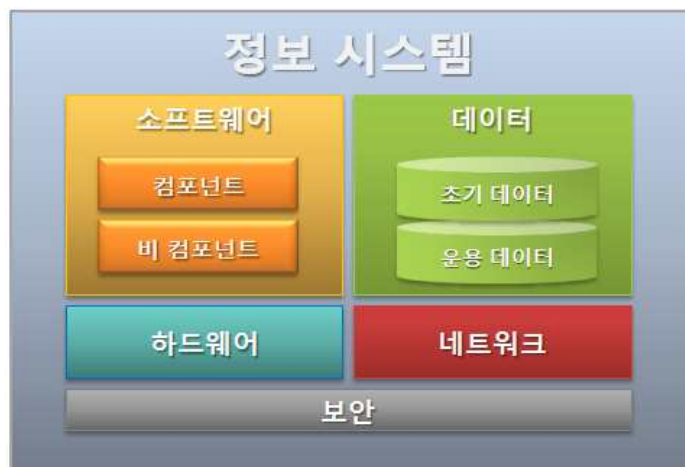 정보 시스템
소프트웨어
컴포넌트
비 컴포넌트
데이터
초기 데이터
운용 데이터
하드웨어
네트워크
보안